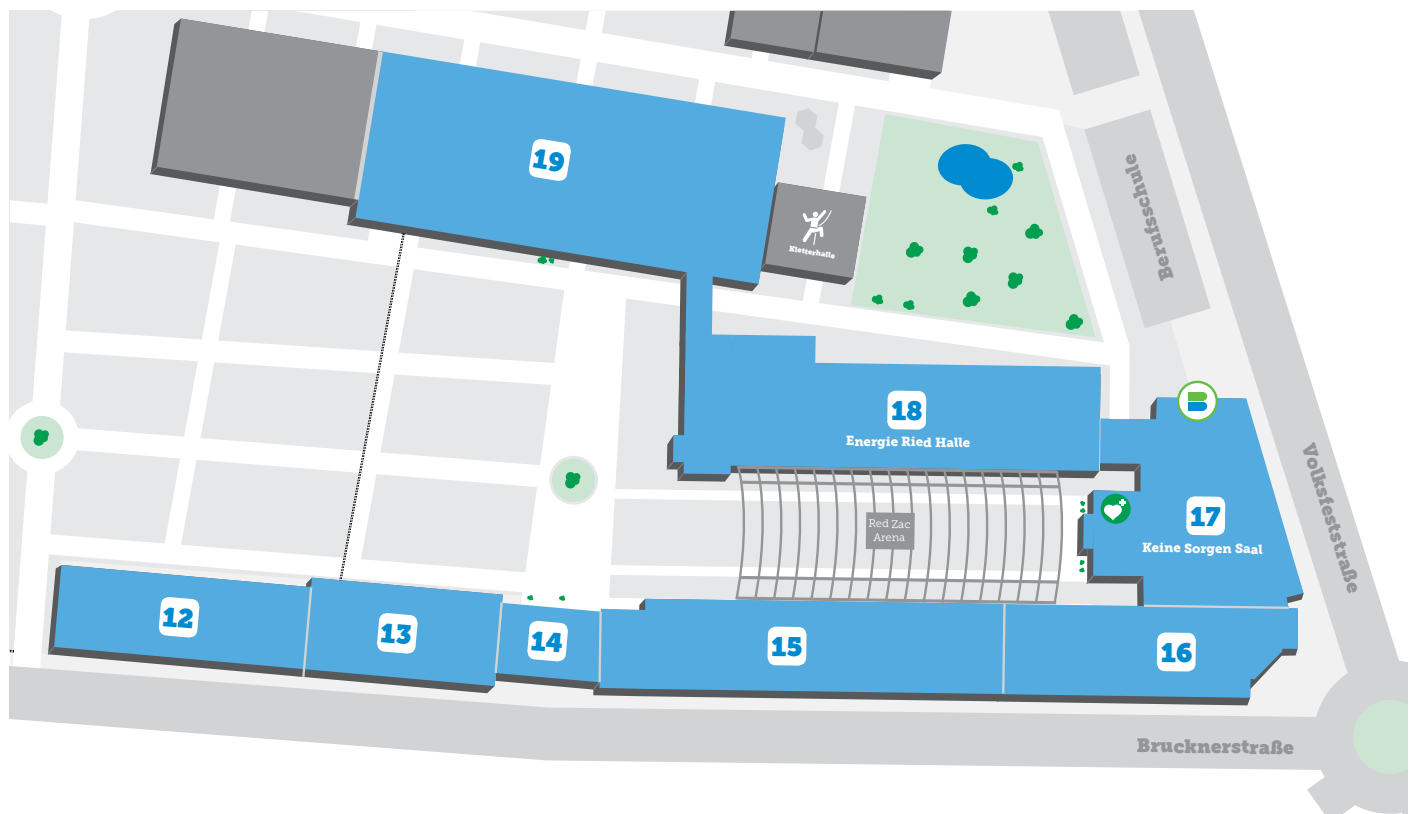 19
Kletterhalle
Berufsschule
18
Energie Ried Halle
Red Zac
Arena
17
Keine Sorgen Saal
Volksfeststraße
12
13
14
15
16
Brucknerstraße